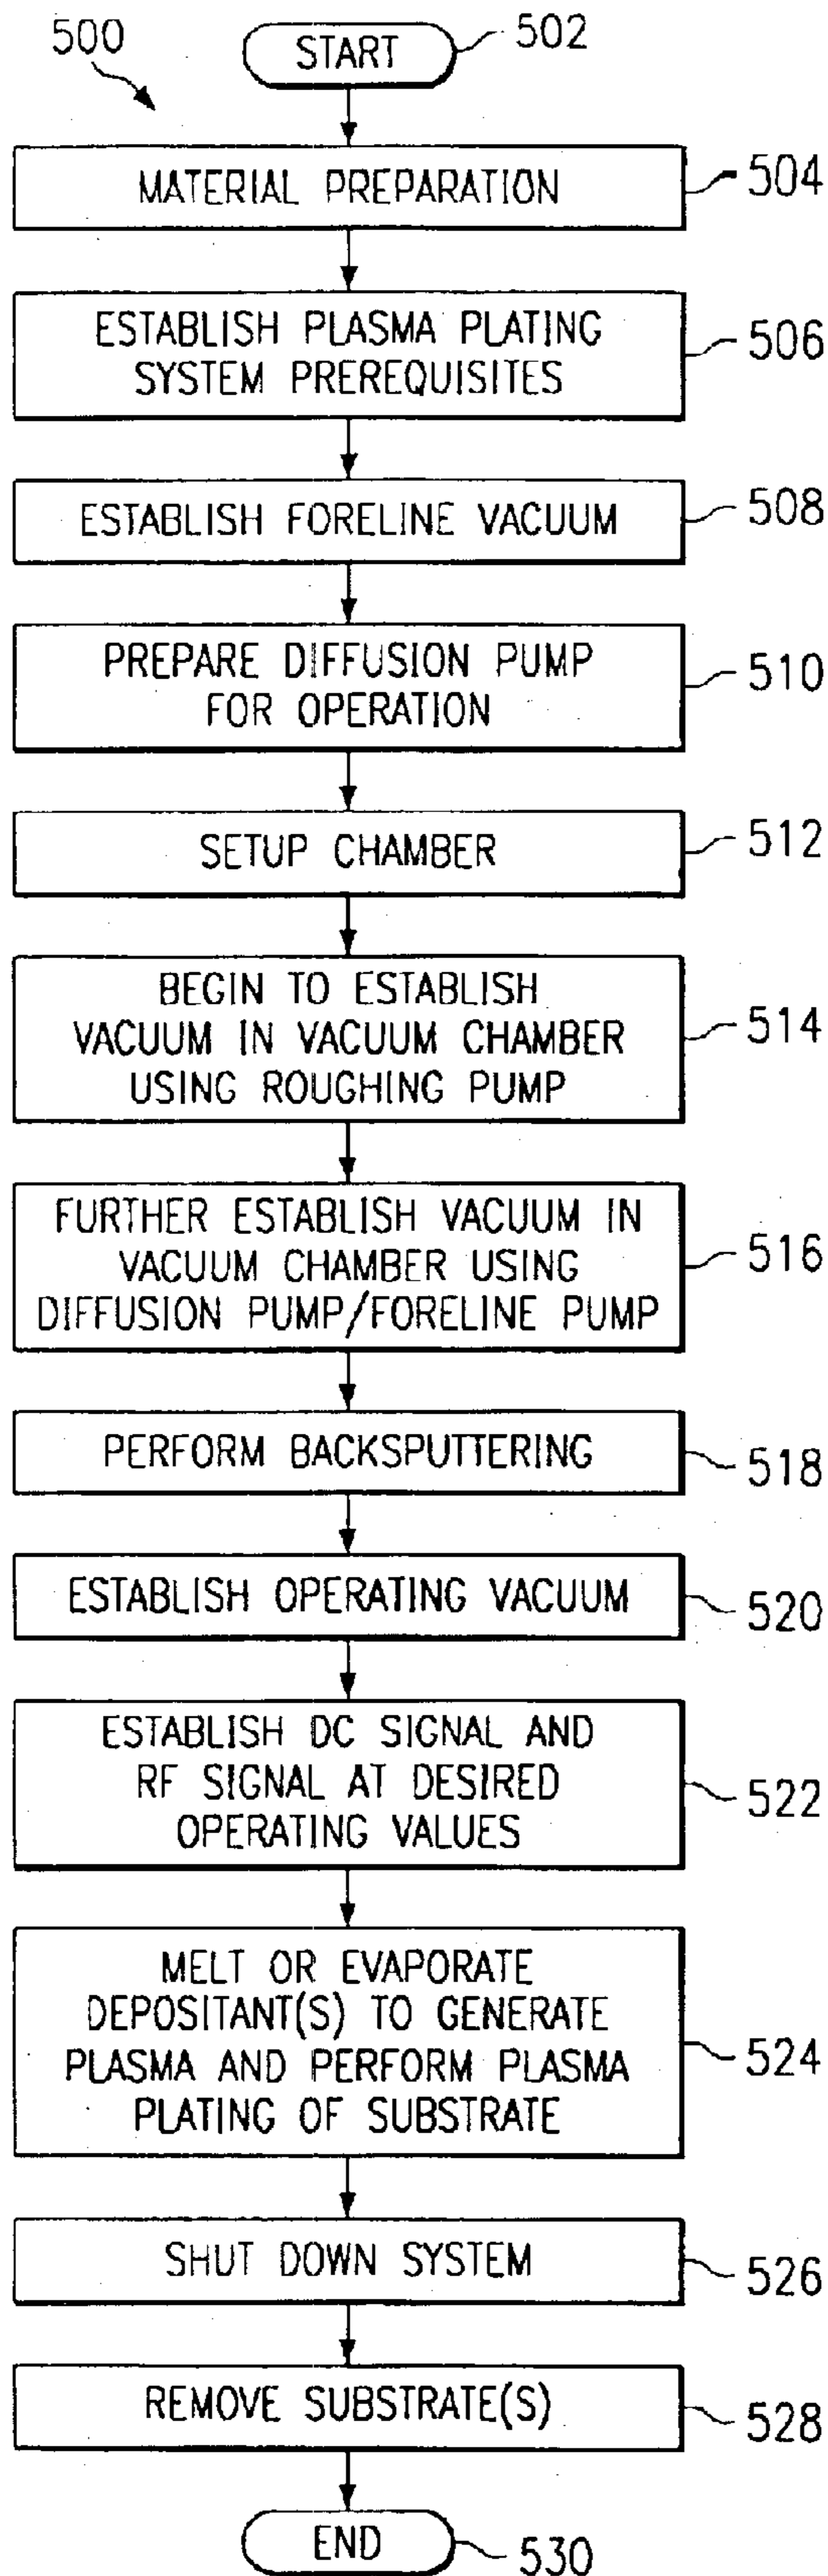 500
START
502
MATERIAL PREPARATION
504
ESTABLISH PLASMA PLATING
SYSTEM PREREQUISITES
506
ESTABLISH FORELINE VACUUM
508
PREPARE DIFFUSION PUMP
FOR OPERATION
510
SETUP CHAMBER
512
BEGIN TO ESTABLISH
VACUUM IN VACUUM CHAMBER
USING ROUGHING PUMP
514
FURTHER ESTABLISH VACUUM IN
VACUUM CHAMBER USING
DIFFUSION PUMP/FORELINE PUMP
516
PERFORM BACKSPUTTERING
518
ESTABLISH OPERATING VACUUM
520
ESTABLISH DC SIGNAL AND
RF SIGNAL AT DESIRED
OPERATING VALUES
522
MELT OR EVAPORATE
DEPOSITANT(S) TO GENERATE
PLASMA AND PERFORM PLASMA
PLATING OF SUBSTRATE
524
SHUT DOWN SYSTEM
526
REMOVE SUBSTRATE(S)
528
END
530